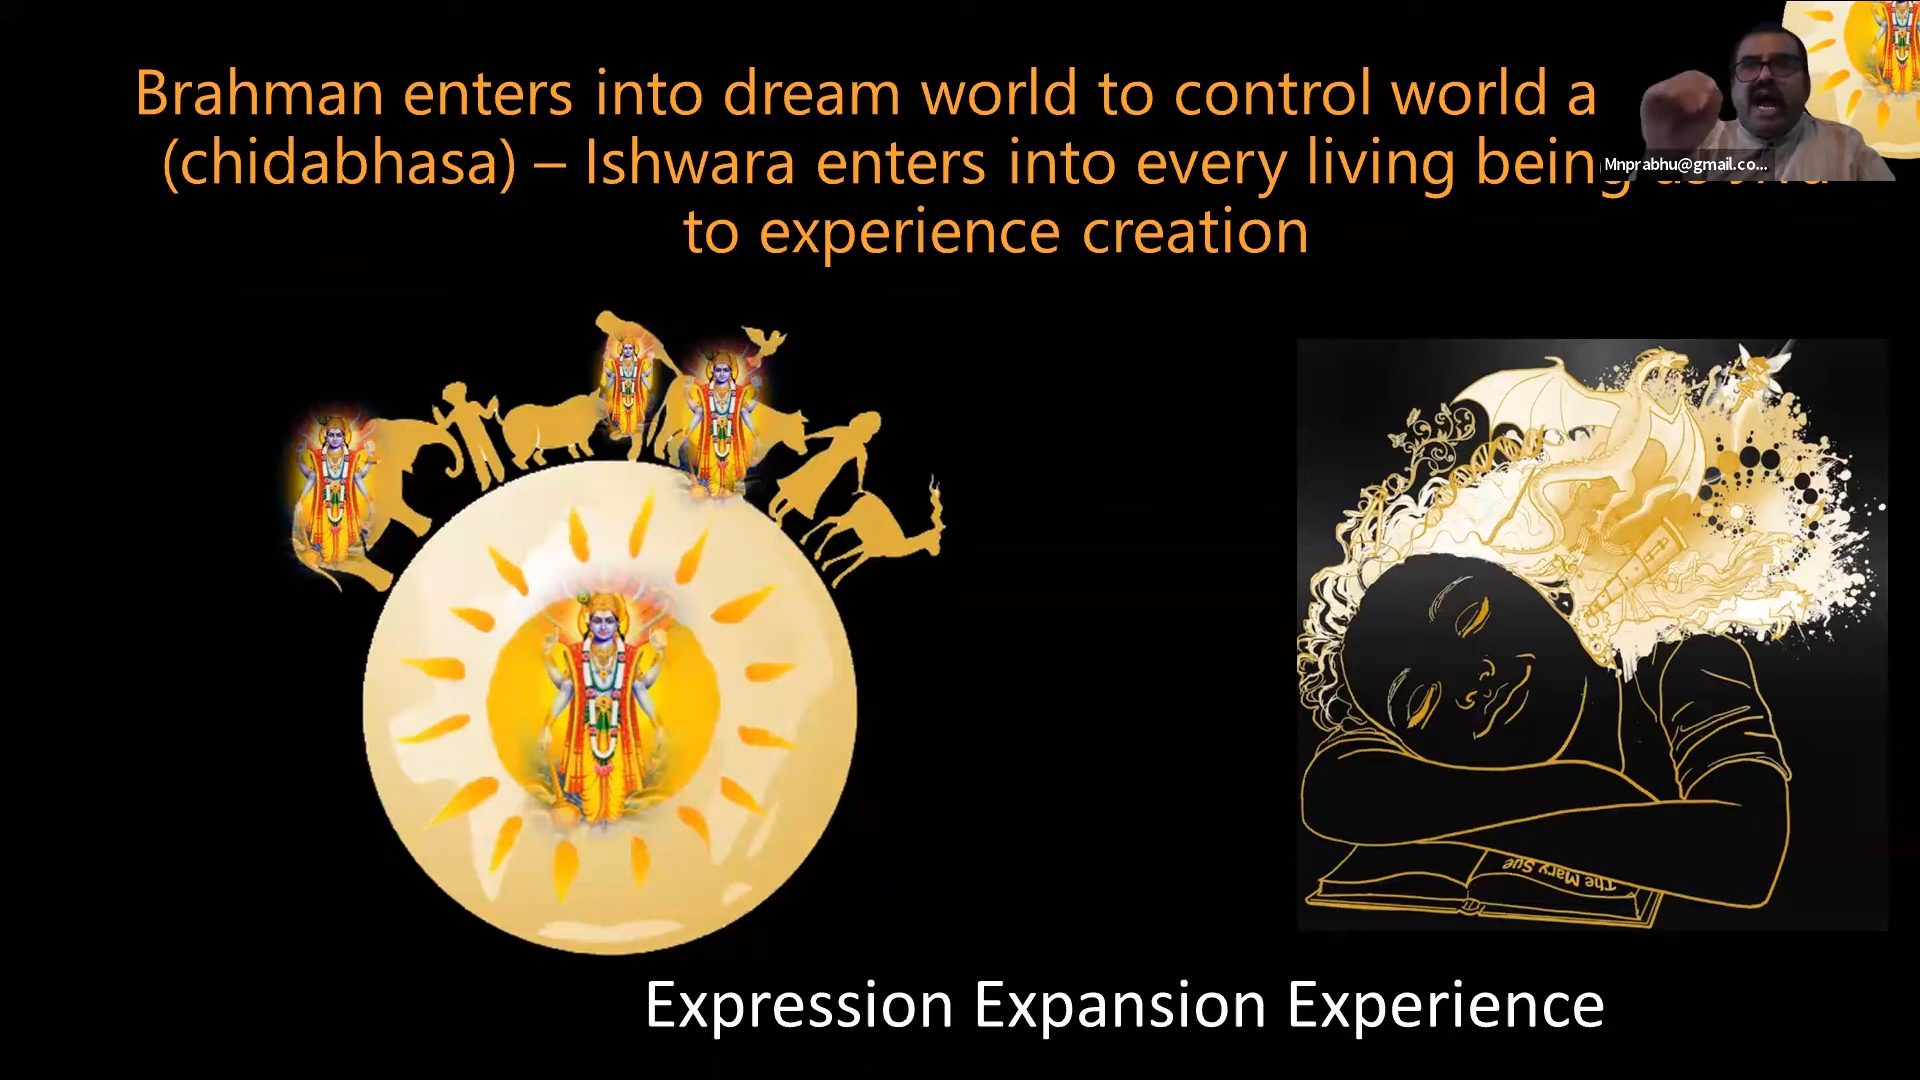 Brahman enters into dream world to control world a
(chidabhasa) – Ishwara enters into every living being
to experience creation
Mnprabhu@gmail.co...
The Mary Sue
Expression Expansion Experience